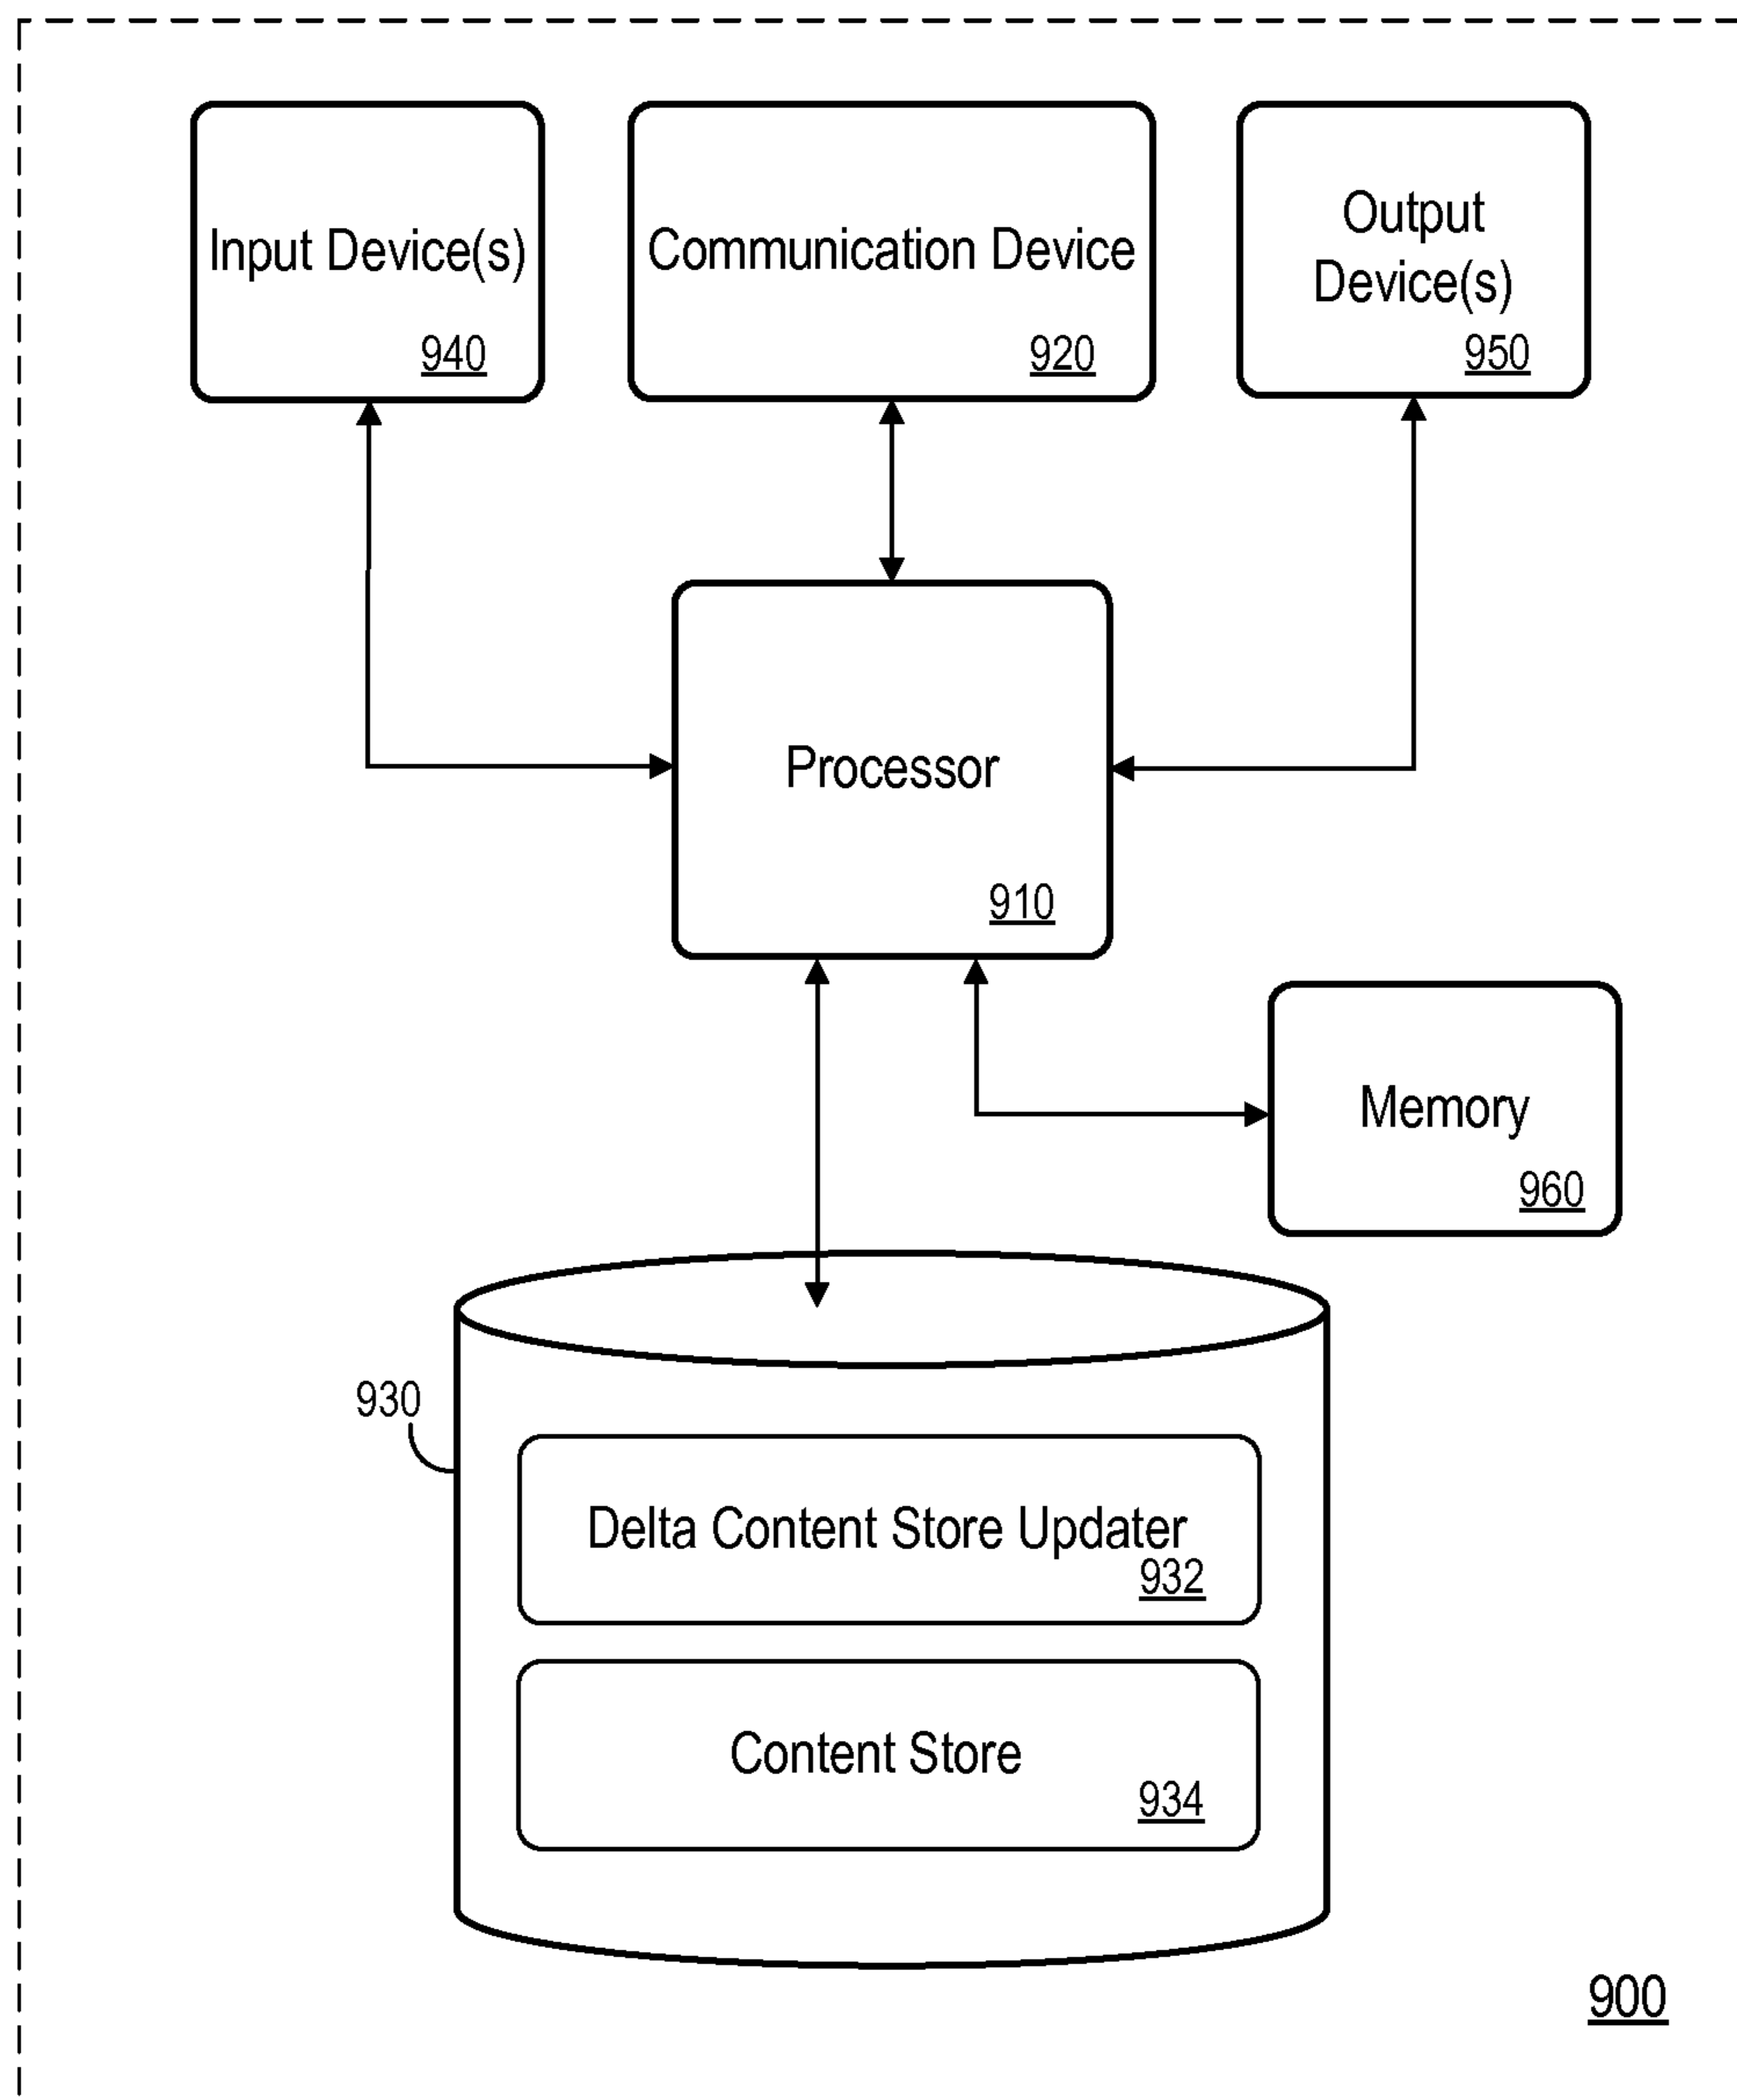 Input Device(s)
940
Communication Device
920
Output
Device(s)
950
Processor
910
Memory
960
930
Delta Content Store Updater
932
Content Store
934
900